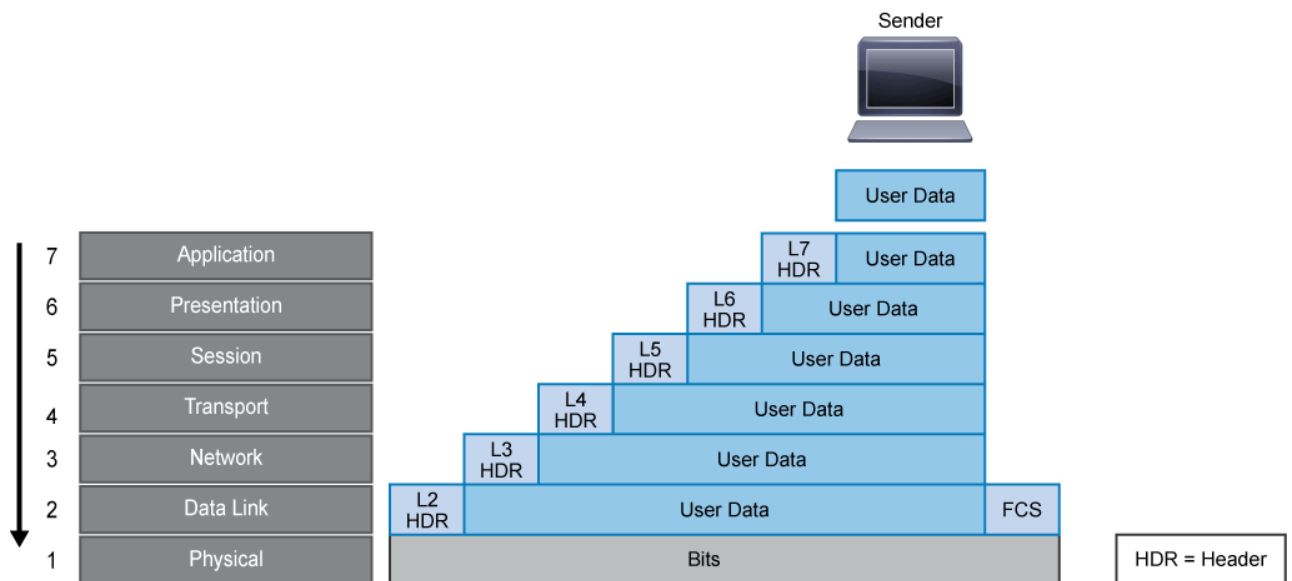 Sender
User Data
7 Application L7 HDR User Data
6 Presentation L6 HDR User Data
5 Session L5 HDR User Data
4 Transport L4 HDR User Data
3 Network L3 HDR User Data
2 Data Link L2 HDR User Data FCS
1 Physical Bits
HDR = Header